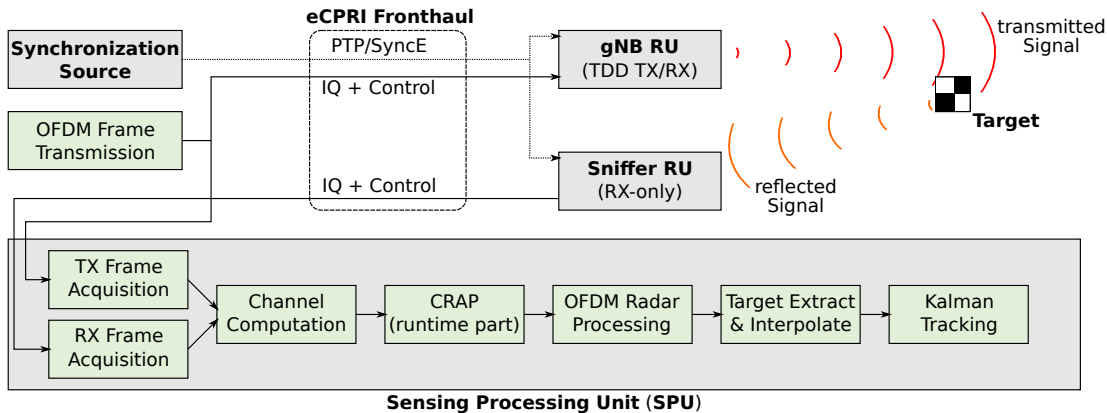 eCPRI Fronthaul
Synchronization
Source
PTP/SyncE
gNB RU
(TDD TX/RX)
transmitted
Signal
IQ + Control
OFDM Frame
Transmission
Target
Sniffer RU
(RX-only)
IQ + Control
reflected
Signal
TX Frame
Acquisition
RX Frame
Acquisition
Channel
Computation
CRAP
(runtime part)
OFDM Radar
Processing
Target Extract
& Interpolate
Kalman
Tracking
Sensing Processing Unit (SPU)